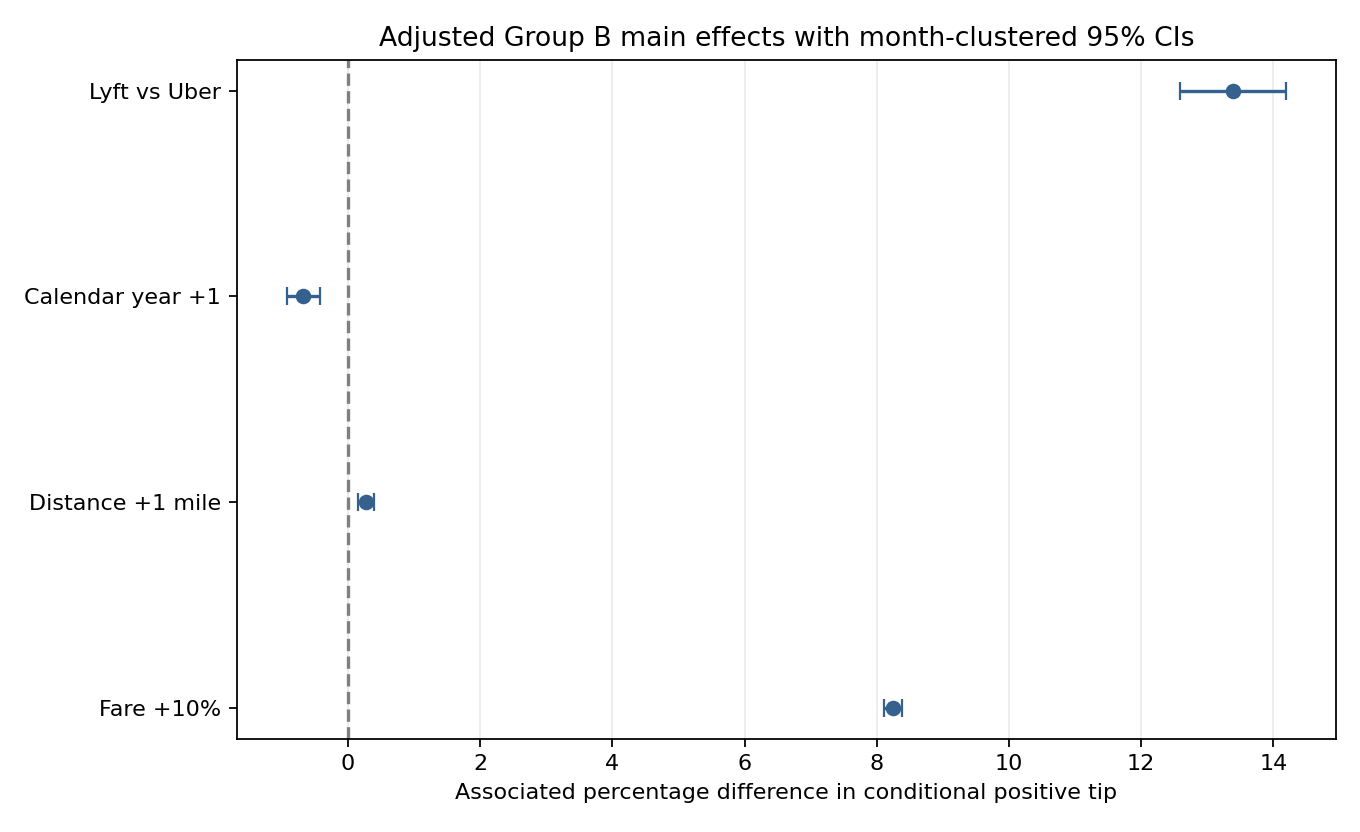 Adjusted Group B main effects with month-clustered 95% CIs
Lyft vs Uber
Calendar year +1
Distance +1 mile
Fare +10%
0 2 4 6 8 10 12 14
Associated percentage difference in conditional positive tip